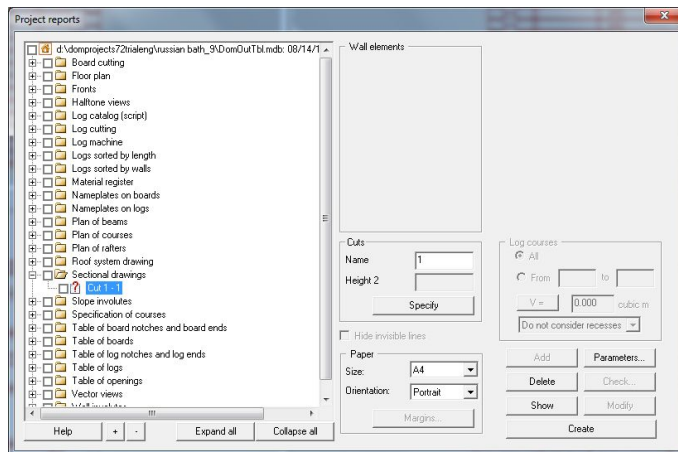 Project reports
d:\domprojects72trialeng\russian bath_9\DomOutTbl.mdb: 08/14/1
Board cutting
Floor plan
Fronts
Halftone views
Log catalog (script)
Log cutting
Log machine
Logs sorted by length
Logs sorted by walls
Material register
Nameplates on boards
Nameplates on logs
Plan of beams
Plan of courses
Plan of rafters
Roof system drawing
Sectional drawings
Cut 1 - 1
Slope involutes
Specification of courses
Table of board notches and board ends
Table of boards
Table of log notches and log ends
Table of logs
Table of openings
Vector views
Help + - Expand all Collapse all
Wall elements
Cuts
Name 1
Height 2
Specify
Hide invisible lines
Paper
Size: A4
Orientation: Portrait
Margins...
Log courses
All
From to
V = 0.000 cubic m
Do not consider recesses
Add Parameters...
Delete Check...
Show Modify
Create